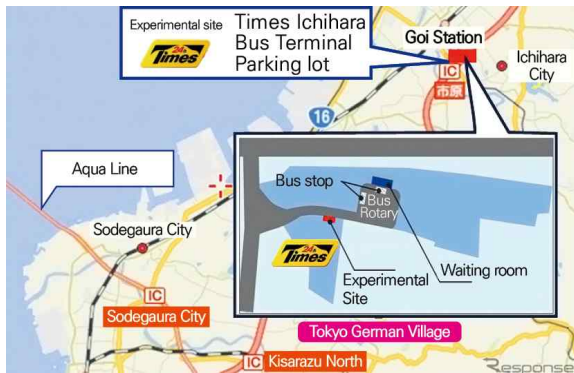 Experimental site
24h
Times
Times Ichihara
Bus Terminal
Parking lot
Goi Station
IC
市原
Ichihara
City
16
Aqua Line
Sodegaura City
IC
Sodegaura City
Bus stop
Bus
Rotary
24h
Times
Experimental
Site
Waiting room
Tokyo German Village
IC
Kisarazu North
Response